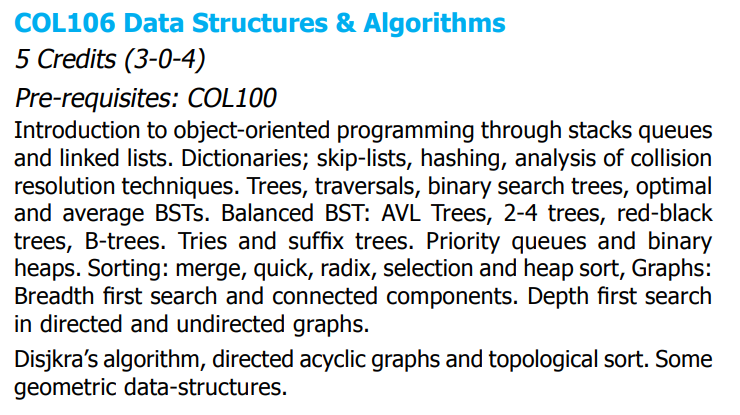 COL106 Data Structures & Algorithms
5 Credits (3-0-4)
Pre-requisites: COL100
Introduction to object-oriented programming through stacks queues
and linked lists. Dictionaries; skip-lists, hashing, analysis of collision
resolution techniques. Trees, traversals, binary search trees, optimal
and average BSTs. Balanced BST: AVL Trees, 2-4 trees, red-black
trees, B-trees. Tries and suffix trees. Priority queues and binary
heaps. Sorting: merge, quick, radix, selection and heap sort, Graphs:
Breadth first search and connected components. Depth first search
in directed and undirected graphs.
Disjkra’s algorithm, directed acyclic graphs and topological sort. Some
geometric data-structures.